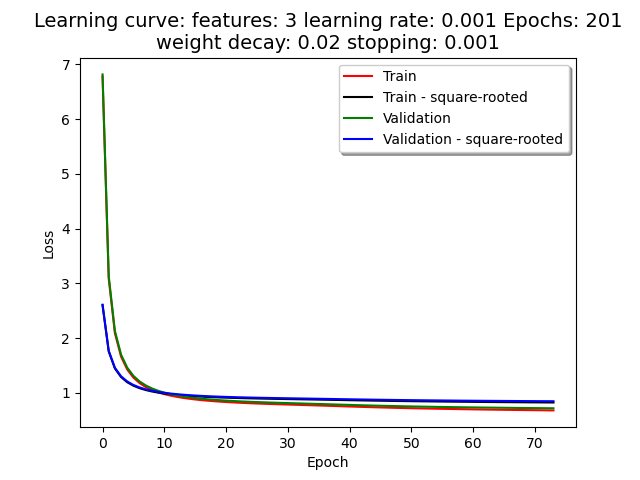 Learning curve: features: 3 learning rate: 0.001 Epochs: 201
weight decay: 0.02 stopping: 0.001
Train
Train - square-rooted
Validation
Validation - square-rooted
Loss
7
6
5
4
3
2
1
0 10 20 30 40 50 60 70
Epoch